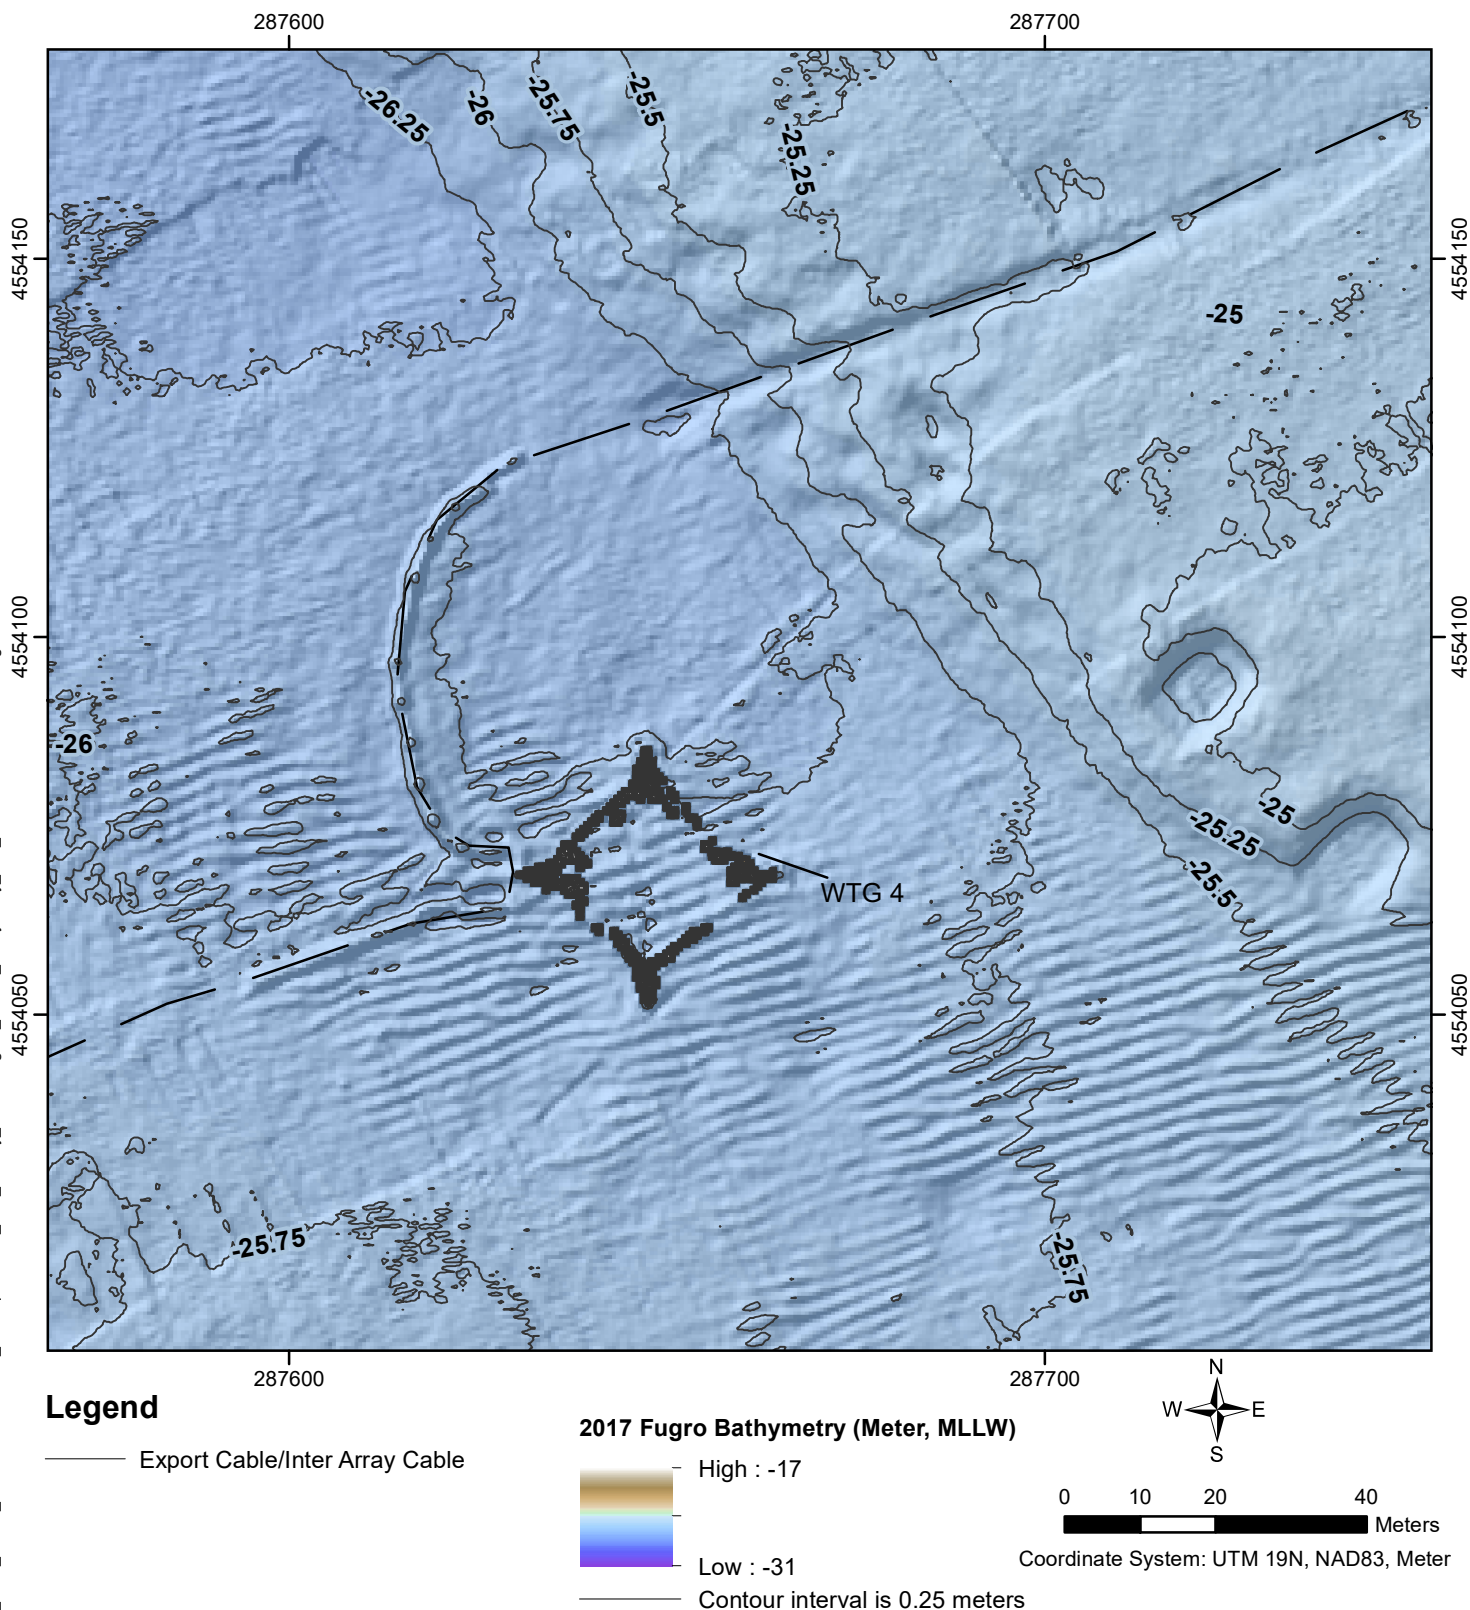 287600
287700
-26.25
-26
-25.75
-25.5
-25.25
4554150
4554150
-25
4554100
4554100
-26
-25
-25.25
-25.5
WTG 4
4554050
4554050
-25.75
-25.75
287600
287700
N
W
E
S
Legend
Export Cable/Inter Array Cable
2017 Fugro Bathymetry (Meter, MLLW)
High : -17
Low : -31
Contour interval is 0.25 meters
0 10 20 40
Meters
Coordinate System: UTM 19N, NAD83, Meter